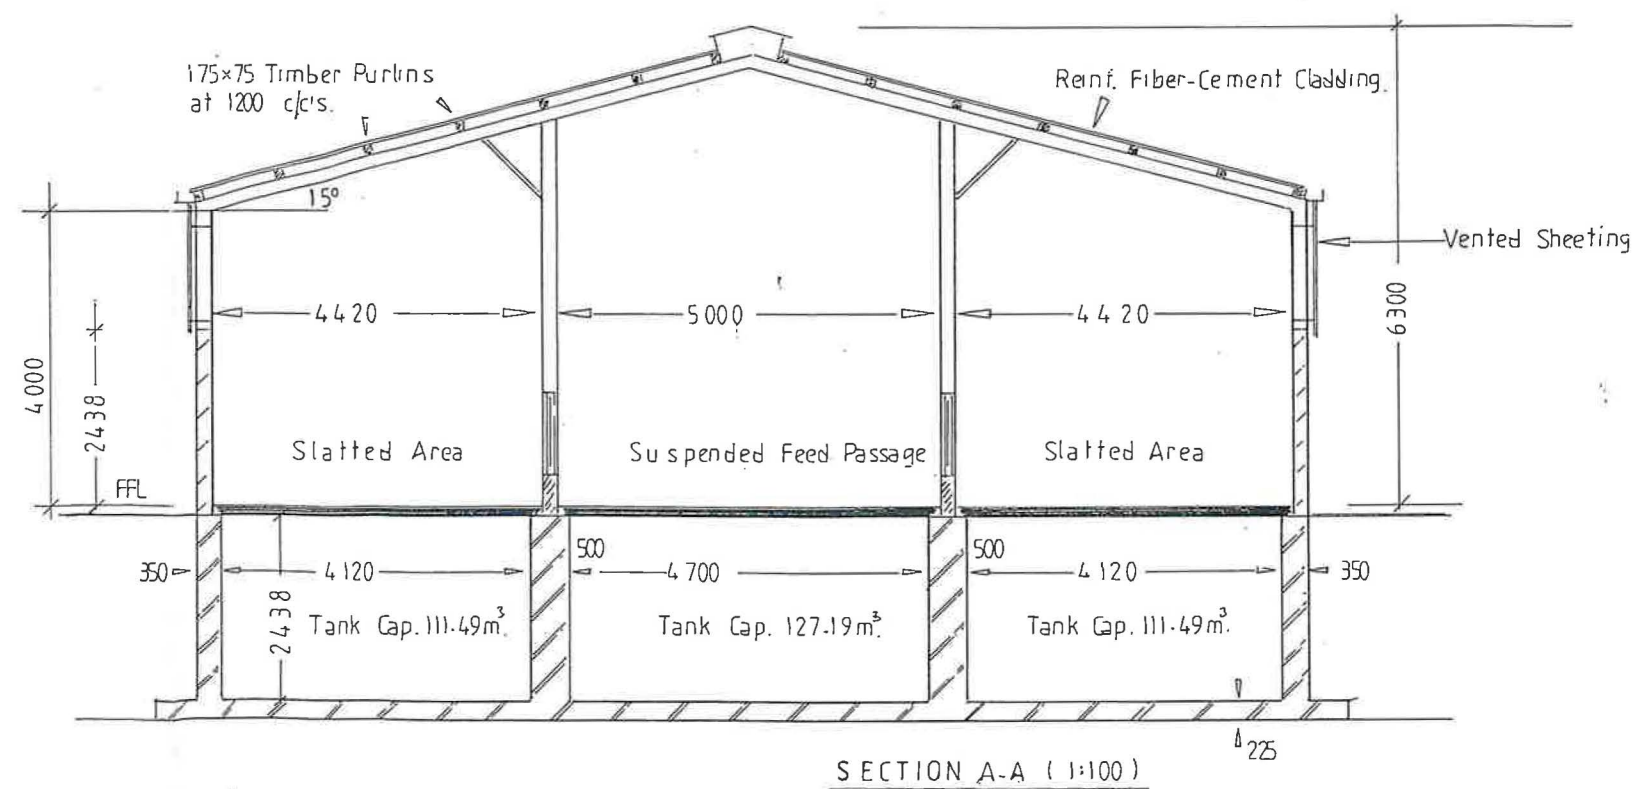 175×75 Timber Purlins
at 1200 c/c's.
Reinf. Fiber-Cement Cladding.
15°
Vented Sheeting
4420
5000
4420
6300
4000
2438
Slatted Area
Suspended Feed Passage
Slatted Area
FFL
350
4120
500
4700
500
4120
350
2438
Tank Cap. 111.49m³.
Tank Cap. 127.19m³.
Tank Cap. 111.49m³.
225
SECTION A-A (1:100)